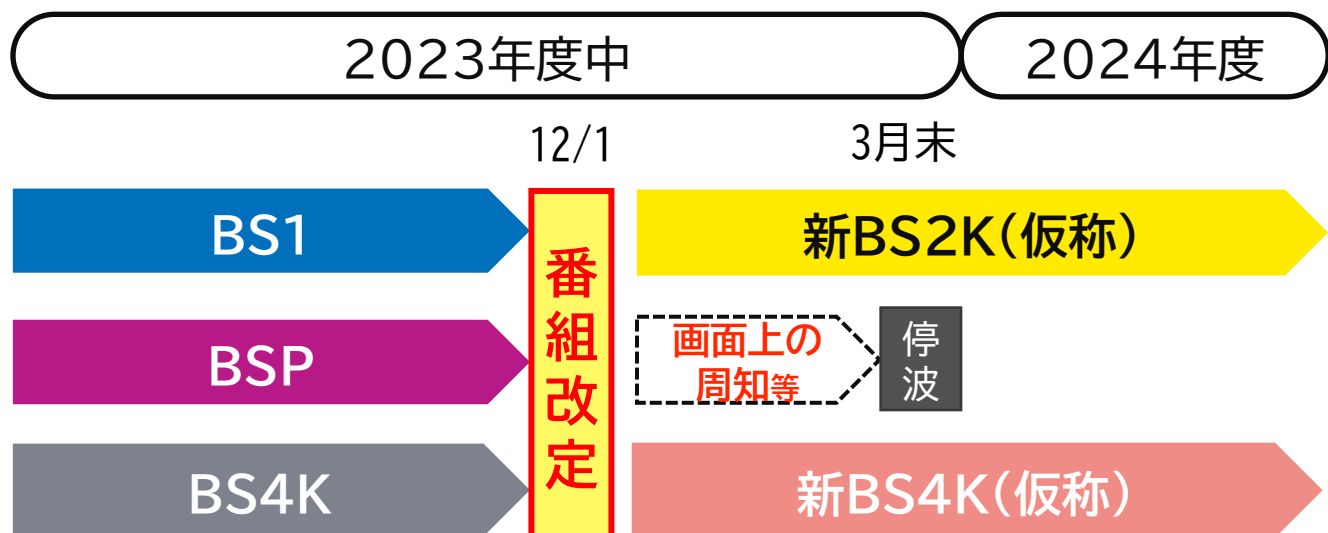 2023年度中
2024年度
12/1
3月末
BS1
番組改定
新BS2K(仮称)
BSP
画面上の
周知等
停波
BS4K
新BS4K(仮称)